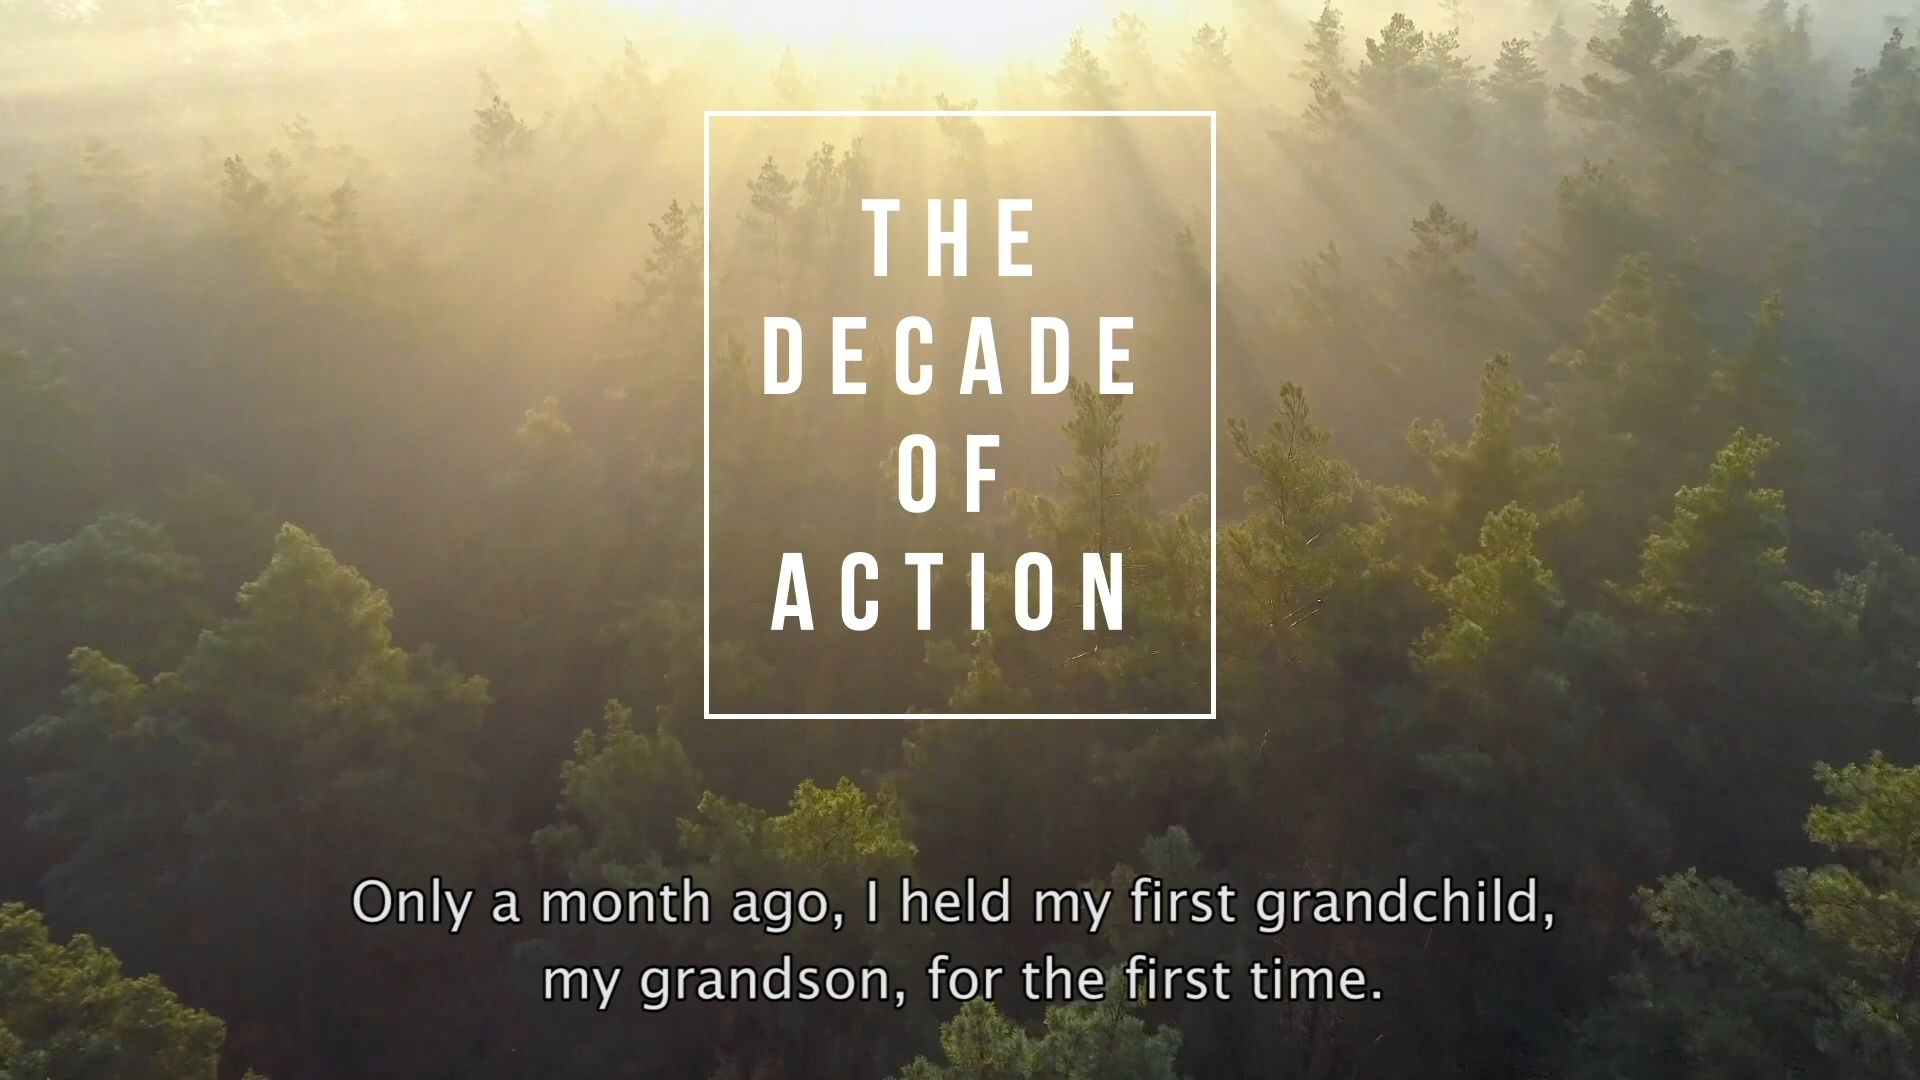 THE
DECADE
OF
ACTION
Only a month ago, I held my first grandchild,
my grandson, for the first time.